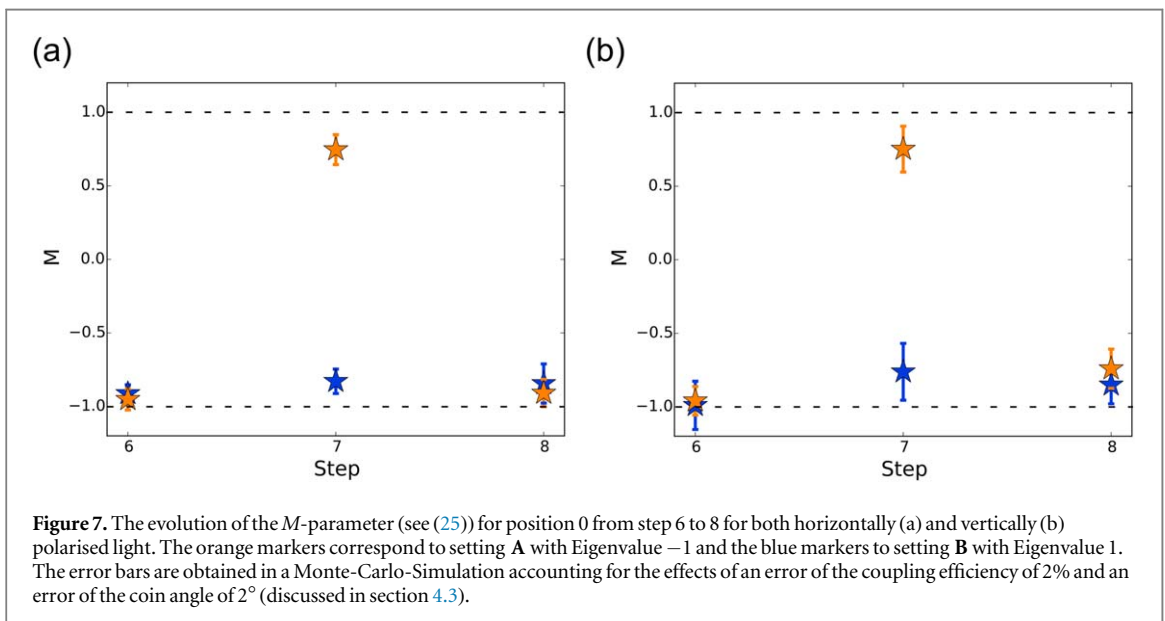 (a)
(b)
1.0
0.5
0.0
−0.5
−1.0
M
6
7
8
Step
1.0
0.5
0.0
−0.5
−1.0
M
6
7
8
Step
Figure 7. The evolution of the M-parameter (see (25)) for position 0 from step 6 to 8 for both horizontally (a) and vertically (b)
polarised light. The orange markers correspond to setting A with Eigenvalue −1 and the blue markers to setting B with Eigenvalue 1.
The error bars are obtained in a Monte-Carlo-Simulation accounting for the effects of an error of the coupling efficiency of 2% and an
error of the coin angle of 2° (discussed in section 4.3).